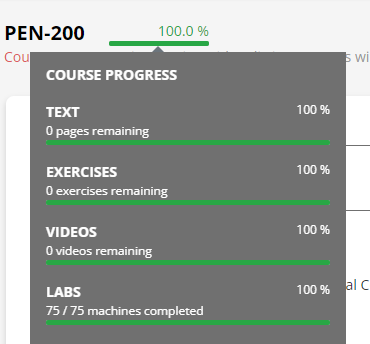 PEN-200
100.0 %
Cou
s wi
COURSE PROGRESS
TEXT
100 %
0 pages remaining
EXERCISES
100 %
0 exercises remaining
VIDEOS
100 %
0 videos remaining
al C
LABS
100 %
75 / 75 machines completed